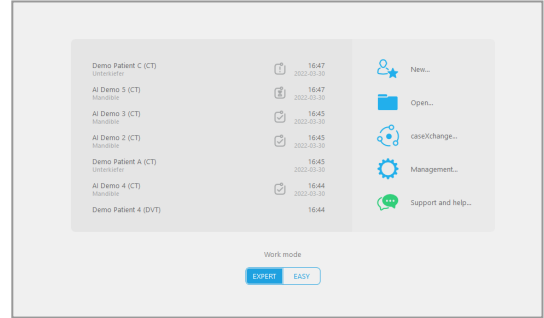 Demo Patient C (CT) 16:47
Unterkiefer 2022-03-30
AI Demo 5 (CT) 16:47
Mandible 2022-03-30
AI Demo 3 (CT) 16:45
Mandible 2022-03-30
AI Demo 2 (CT) 16:45
Mandible 2022-03-30
Demo Patient A (CT) 16:45
Unterkiefer 2022-03-30
AI Demo 4 (CT) 16:44
Mandible 2022-03-30
Demo Patient 4 (DVT) 16:44
New...
Open...
caseXchange...
Management...
Support and help...
Work mode
EXPERT EASY